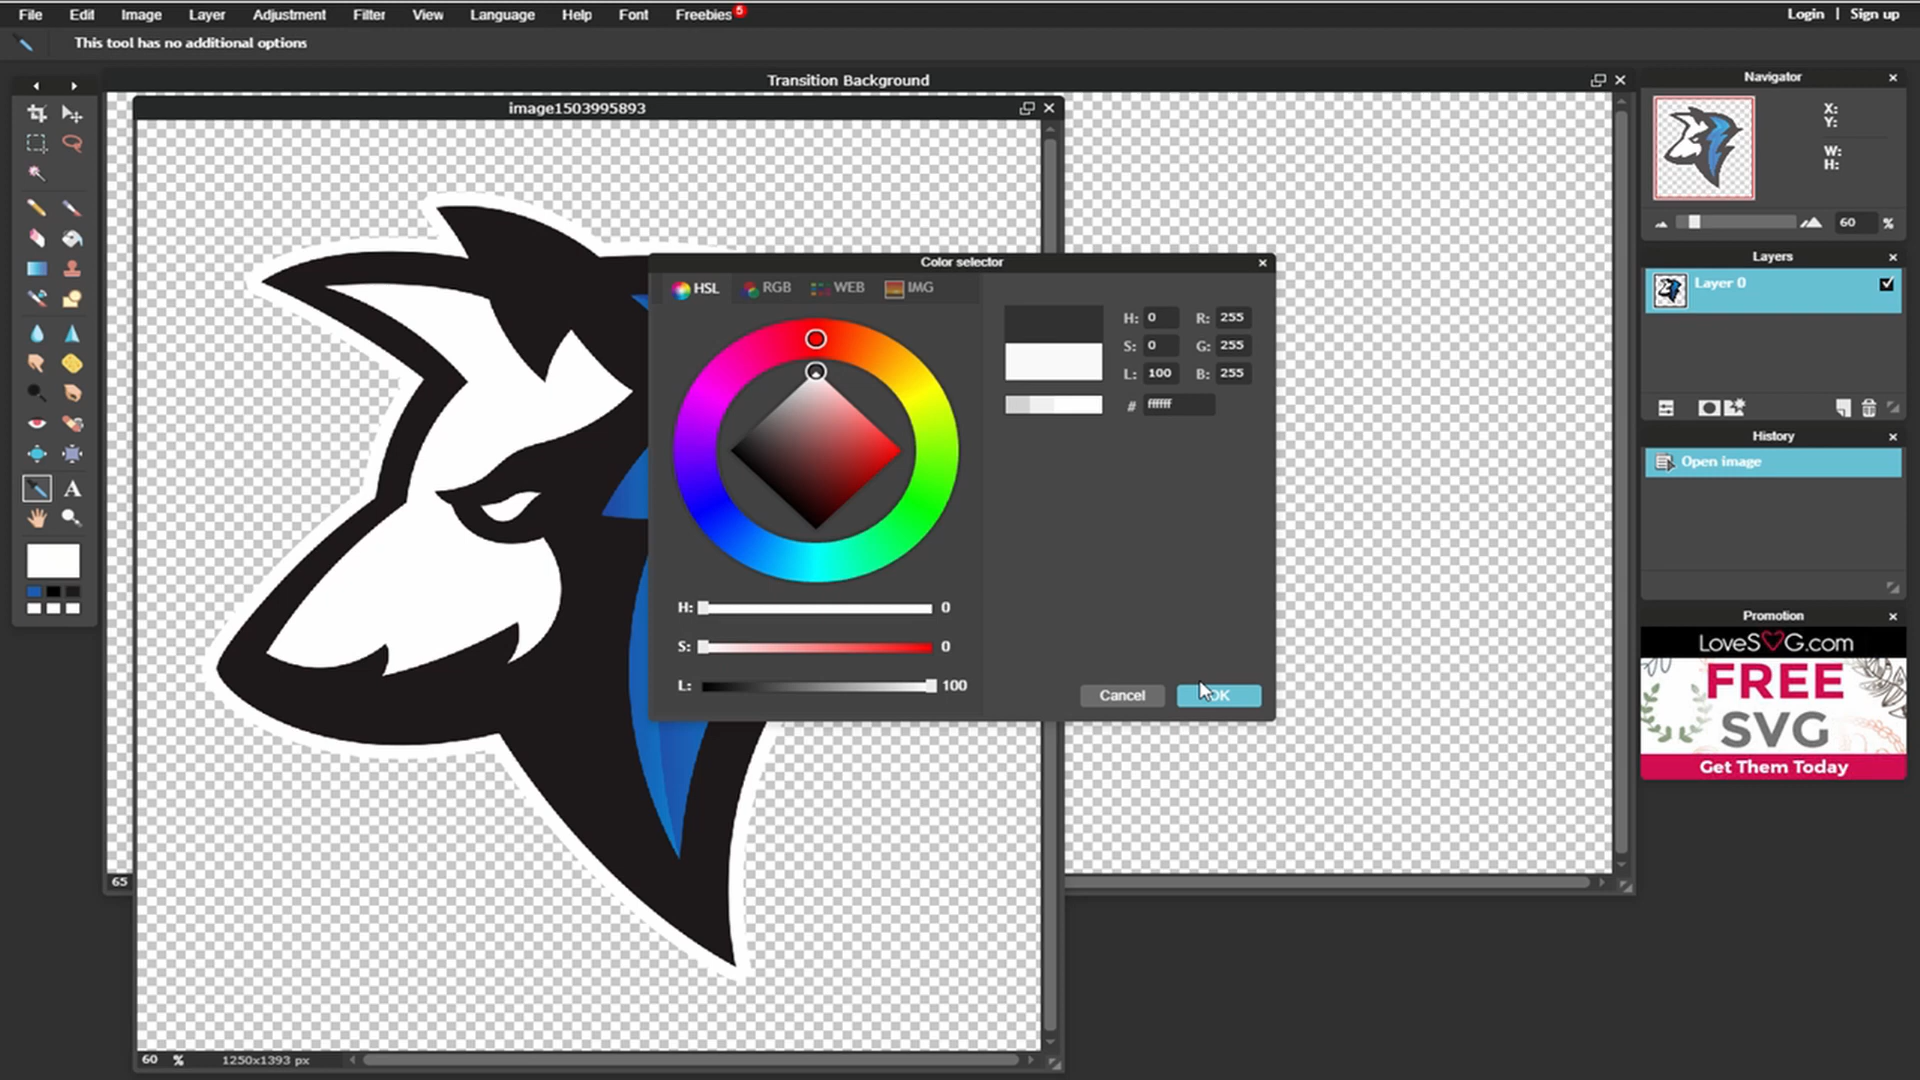 File Edit Image Layer Adjustment Filter View Language Help Font Freebies 5 Login | Sign up
This tool has no additional options
Transition Background
image1503995893
Color selector
HSL RGB WEB IMG
H: 0 R: 255
S: 0 G: 255
L: 100 B: 255
# ffffff
H: 0
S: 0
L: 100
Cancel OK
A
65
60 % 1250x1393 px
Navigator
X:
Y:
W:
H:
60 %
Layers
Layer 0
History
Open image
Promotion
LoveSVG.com
FREE
SVG
Get Them Today